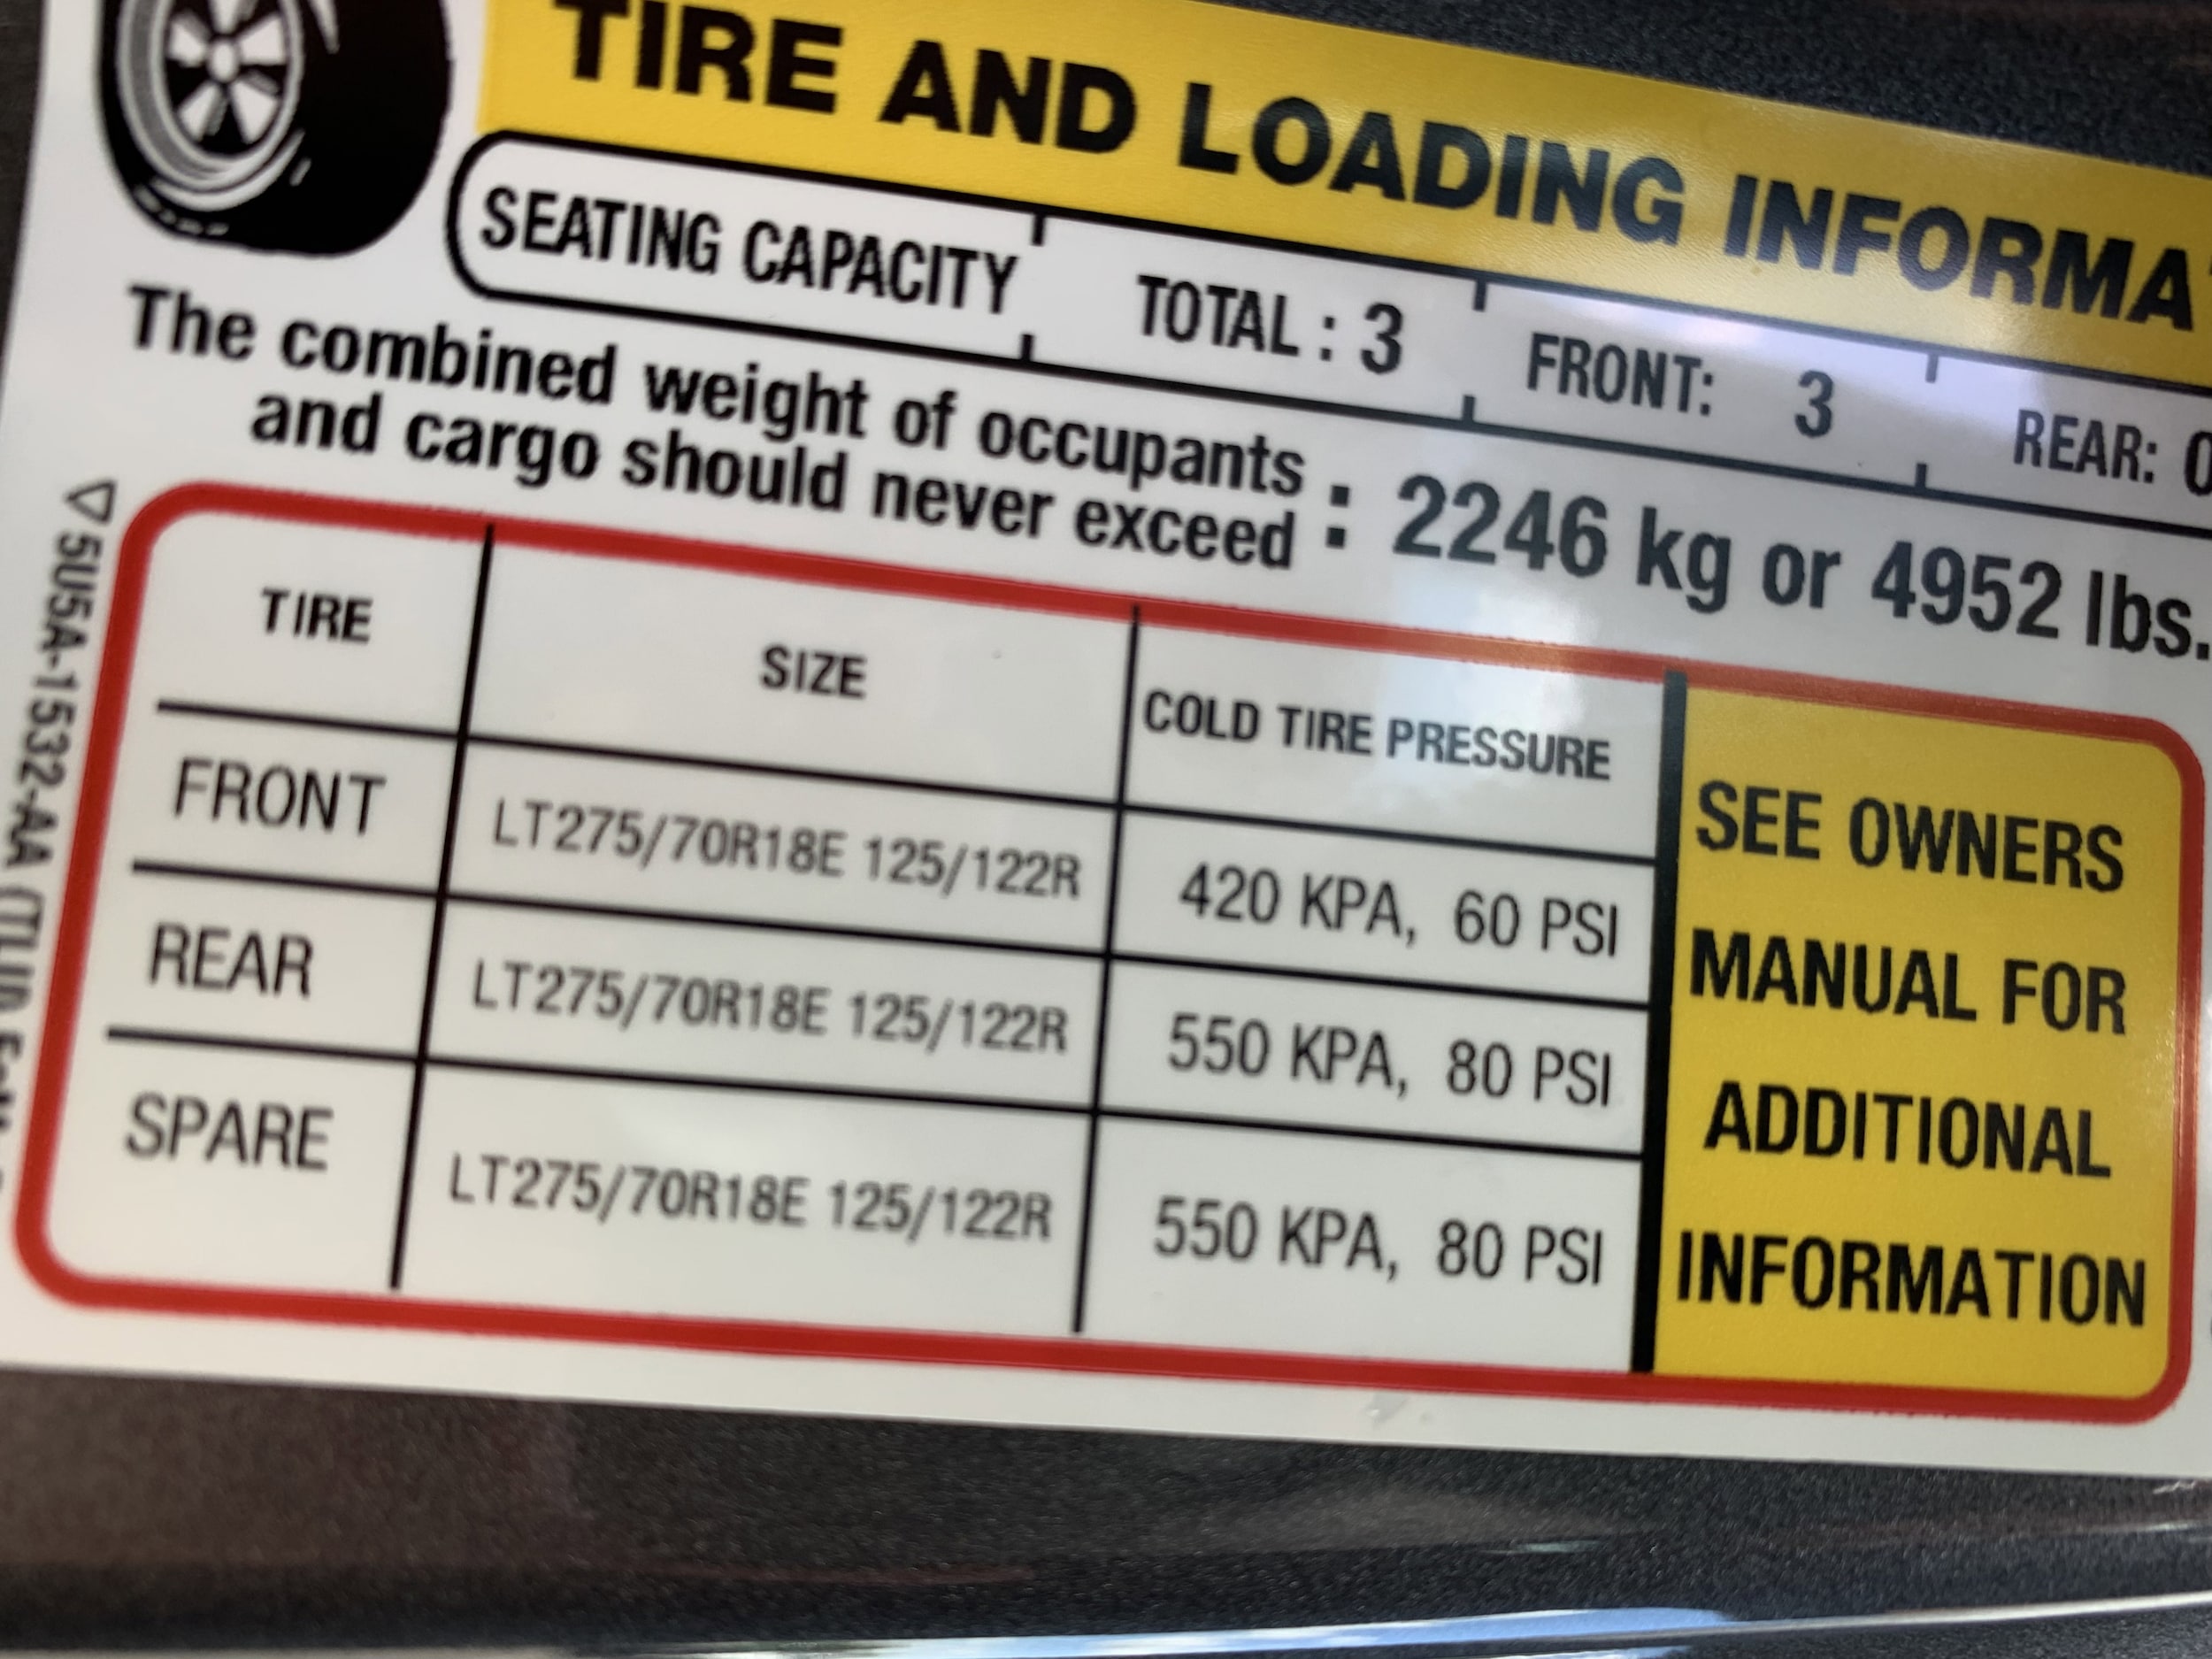 TIRE AND LOADING INFORMA
SEATING CAPACITY TOTAL : 3 FRONT: 3 REAR: 0
The combined weight of occupants
and cargo should never exceed : 2246 kg or 4952 lbs.
TIRE SIZE COLD TIRE PRESSURE
FRONT LT275/70R18E 125/122R 420 KPA, 60 PSI
REAR LT275/70R18E 125/122R 550 KPA, 80 PSI
SPARE LT275/70R18E 125/122R 550 KPA, 80 PSI
SEE OWNERS
MANUAL FOR
ADDITIONAL
INFORMATION
5U5A-1532-AA